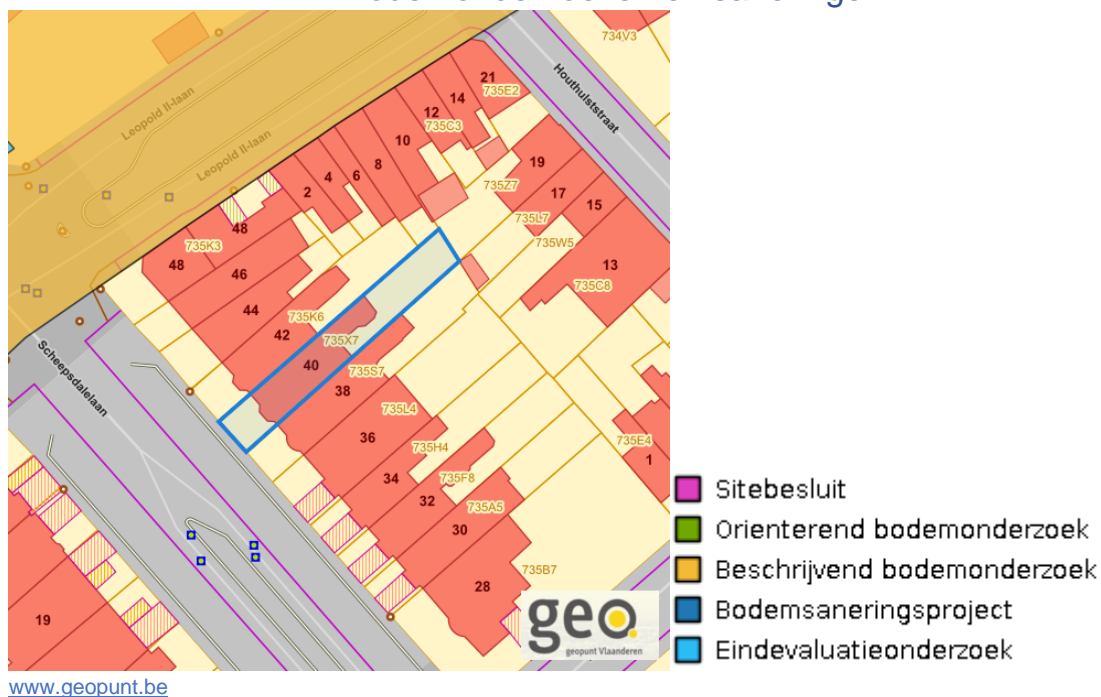 734V3
21
735E2
14
12
735C3
10
8
6
4
2
Houthulststraat
Leopold II-laan
Leopold II-laan
19
735Z7
17
735L7
15
735W5
13
735C8
48
735K3
48
46
44
735K6
42
735X7
40
735S7
38
735L4
36
735H4
34
735F8
32
735A5
30
735B7
28
735E4
1
19
Scheepsdalelaan
geo.
geopunt Vlaanderen
Sitebesluit
Orienterend bodemonderzoek
Beschrijvend bodemonderzoek
Bodemsaneringsproject
Eindevaluatieonderzoek
www.geopunt.be